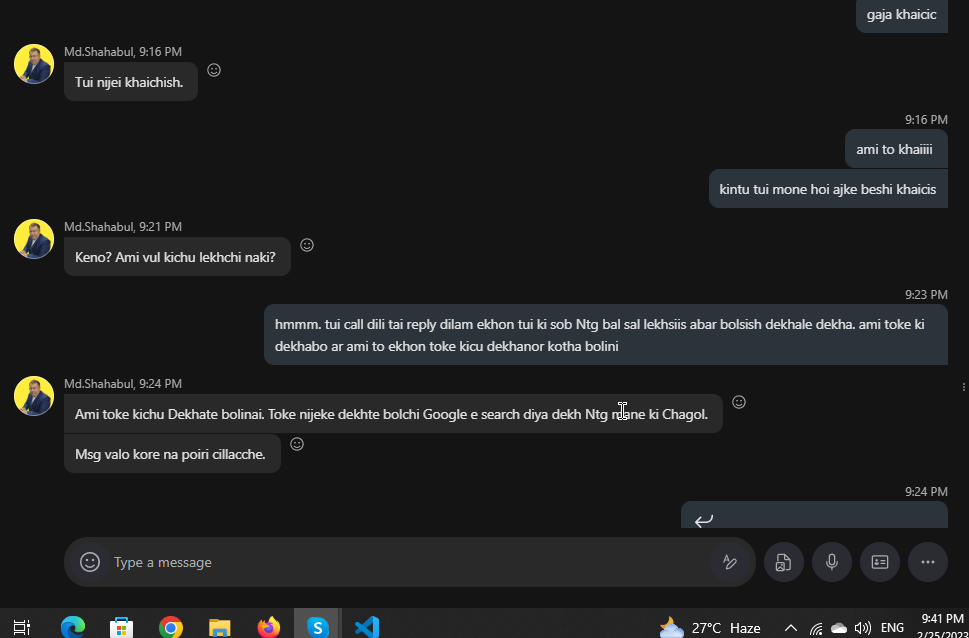 gaja khaicic
Md.Shahabul, 9:16 PM
Tui nijei khaichish.
9:16 PM
ami to khaiiii
kintu tui mone hoi ajke beshi khaicis
Md.Shahabul, 9:21 PM
Keno? Ami vul kichu lekhchi naki?
9:23 PM
hmmm. tui call dili tai reply dilam ekhon tui ki sob Ntg bal sal lekhsiis abar bolsish dekhale dekha. ami toke ki
dekhabo ar ami to ekhon toke kicu dekhanor kotha bolini
Md.Shahabul, 9:24 PM
Ami toke kichu Dekhate bolinai. Toke nijeke dekhte bolchi Google e search diya dekh Ntg mane ki Chagol.
Msg valo kore na poiri cillacche.
9:24 PM
Type a message
27°C Haze
ENG
9:41 PM